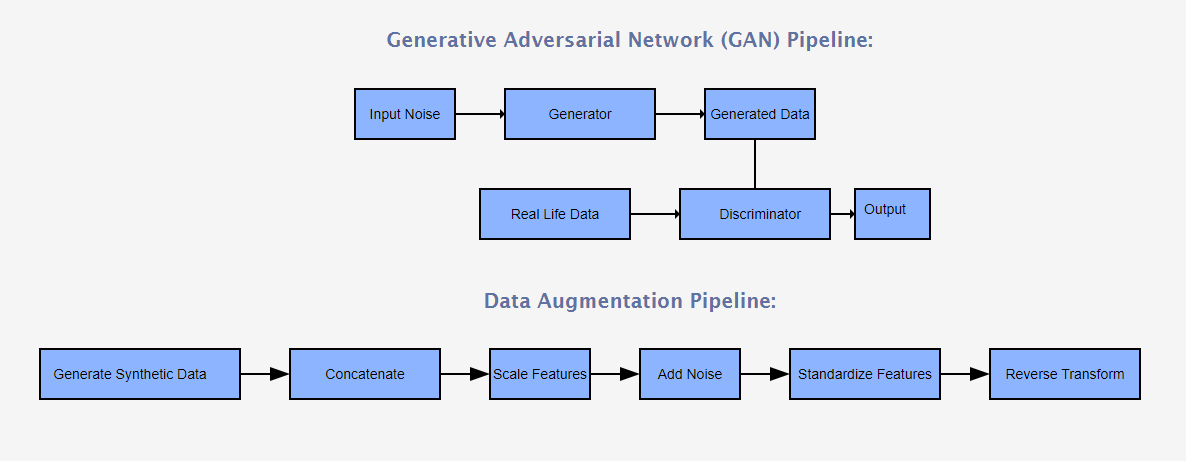 Generative Adversarial Network (GAN) Pipeline:
Input Noise
Generator
Generated Data
Real Life Data
Discriminator
Output
Data Augmentation Pipeline:
Generate Synthetic Data
Concatenate
Scale Features
Add Noise
Standardize Features
Reverse Transform